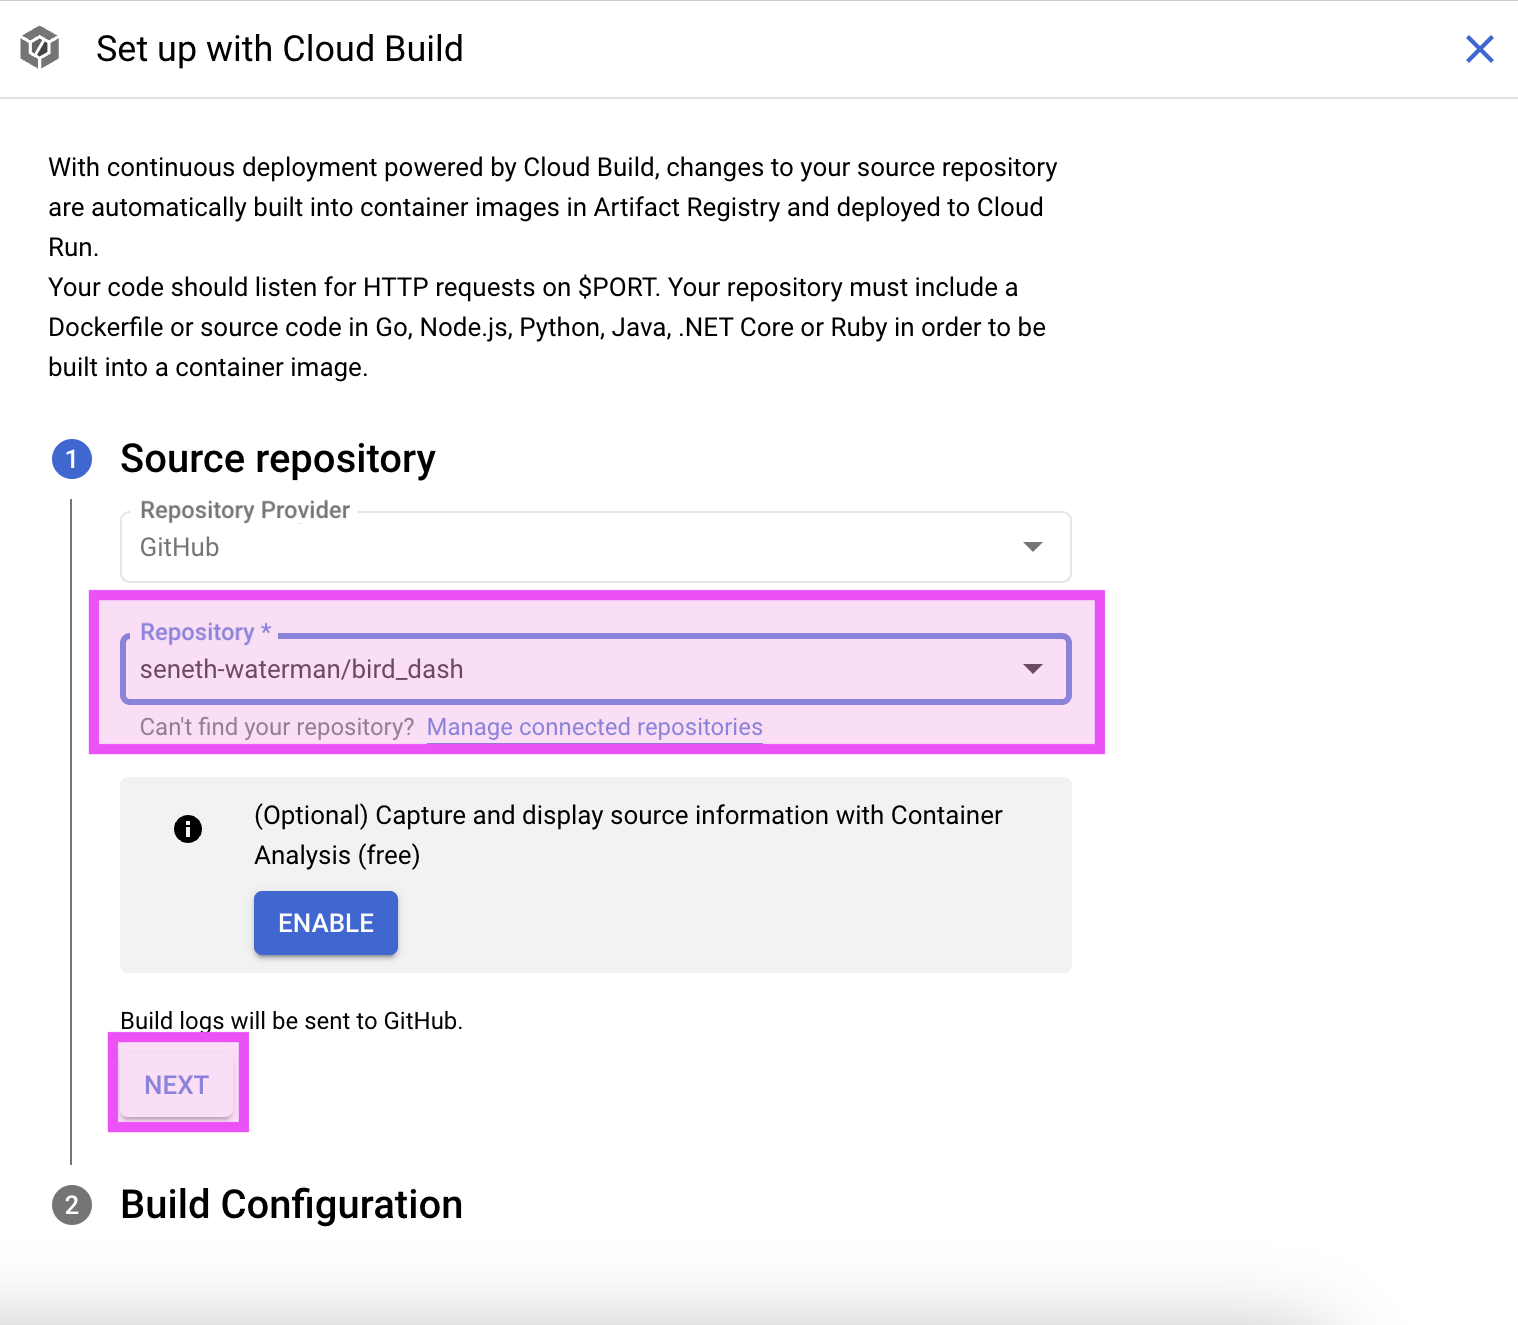 Set up with Cloud Build
With continuous deployment powered by Cloud Build, changes to your source repository
are automatically built into container images in Artifact Registry and deployed to Cloud
Run.
Your code should listen for HTTP requests on $PORT. Your repository must include a
Dockerfile or source code in Go, Node.js, Python, Java, .NET Core or Ruby in order to be
built into a container image.
1 Source repository
Repository Provider
GitHub
Repository *
seneth-waterman/bird_dash
Can't find your repository? Manage connected repositories
(Optional) Capture and display source information with Container
Analysis (free)
ENABLE
Build logs will be sent to GitHub.
NEXT
2 Build Configuration